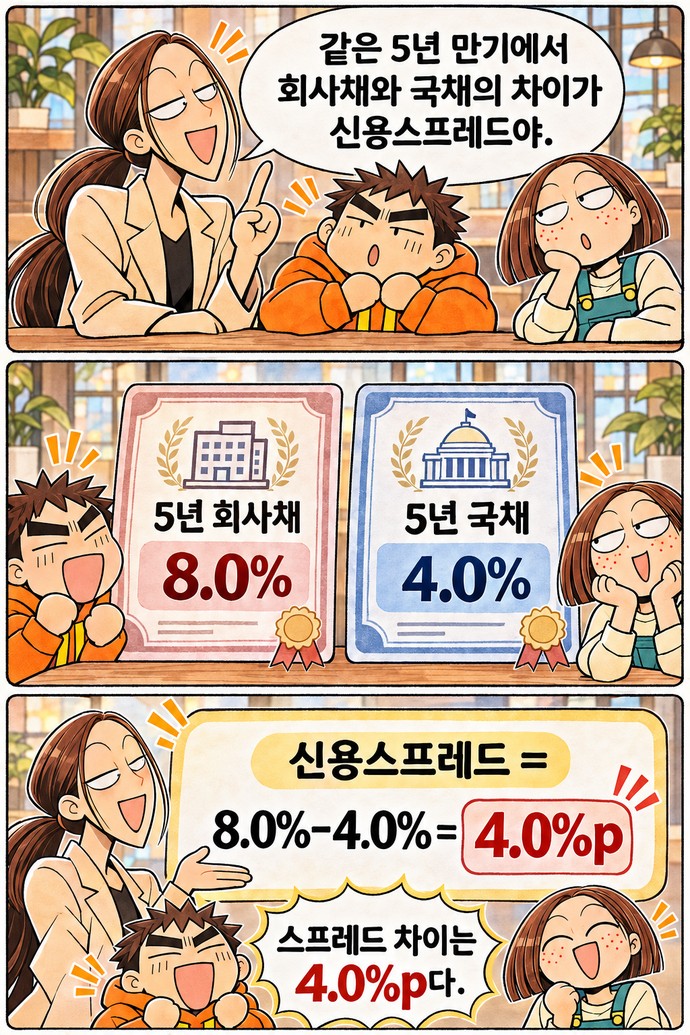 같은 5년 만기에서
회사채와 국채의 차이가
신용스프레드야.
5년 회사채
8.0%
5년 국채
4.0%
신용스프레드 =
8.0%-4.0%= 4.0%p
스프레드 차이는
4.0%p다.